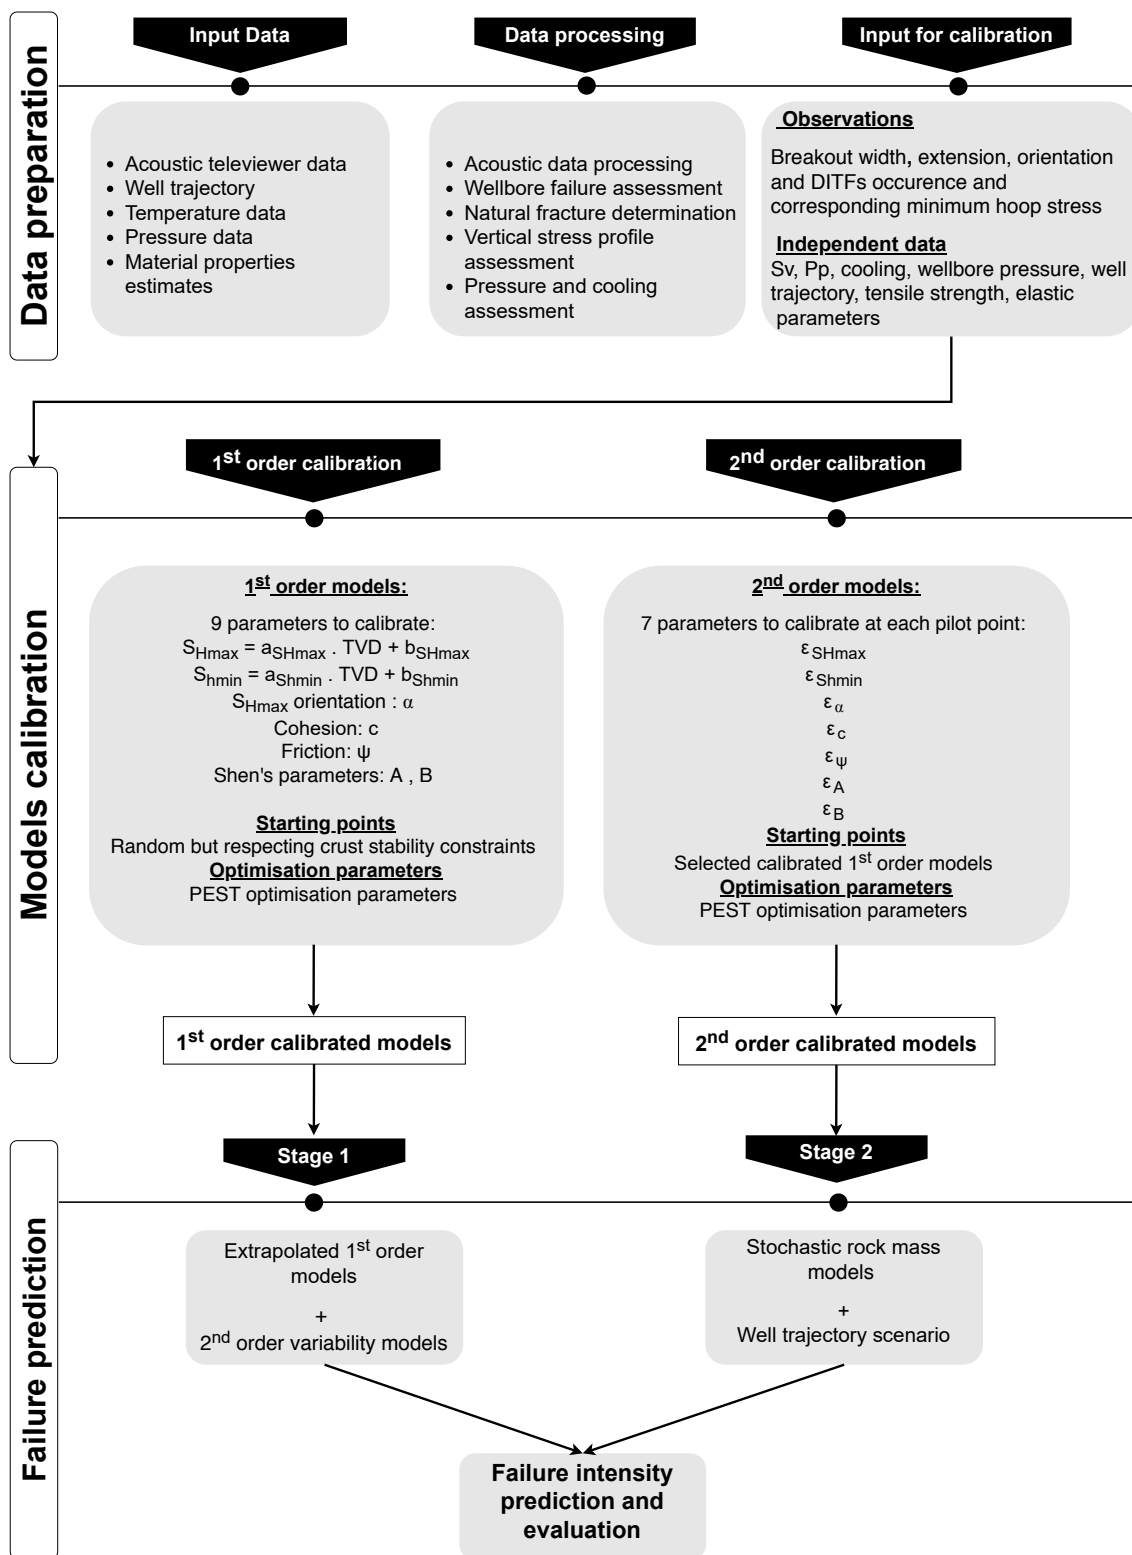 Data preparation
Input Data
Data processing
Input for calibration
• Acoustic televiewer data
• Well trajectory
• Temperature data
• Pressure data
• Material properties
estimates
• Acoustic data processing
• Wellbore failure assessment
• Natural fracture determination
• Vertical stress profile
assessment
• Pressure and cooling
assessment
Observations
Breakout width, extension, orientation
and DITFs occurence and
corresponding minimum hoop stress
Independent data
Sv, Pp, cooling, wellbore pressure, well
trajectory, tensile strength, elastic
parameters
Models calibration
1st order calibration
2nd order calibration
1st order models:
9 parameters to calibrate:
SHmax = aSHmax . TVD + bSHmax
Shmin = aShmin . TVD + bShmin
SHmax orientation : α
Cohesion: c
Friction: ψ
Shen's parameters: A , B
Starting points
Random but respecting crust stability constraints
Optimisation parameters
PEST optimisation parameters
2nd order models:
7 parameters to calibrate at each pilot point:
εSHmax
εShmin
εα
εc
εψ
εA
εB
Starting points
Selected calibrated 1st order models
Optimisation parameters
PEST optimisation parameters
1st order calibrated models
2nd order calibrated models
Failure prediction
Stage 1
Stage 2
Extrapolated 1st order
models
+
2nd order variability models
Stochastic rock mass
models
+
Well trajectory scenario
Failure intensity
prediction and
evaluation